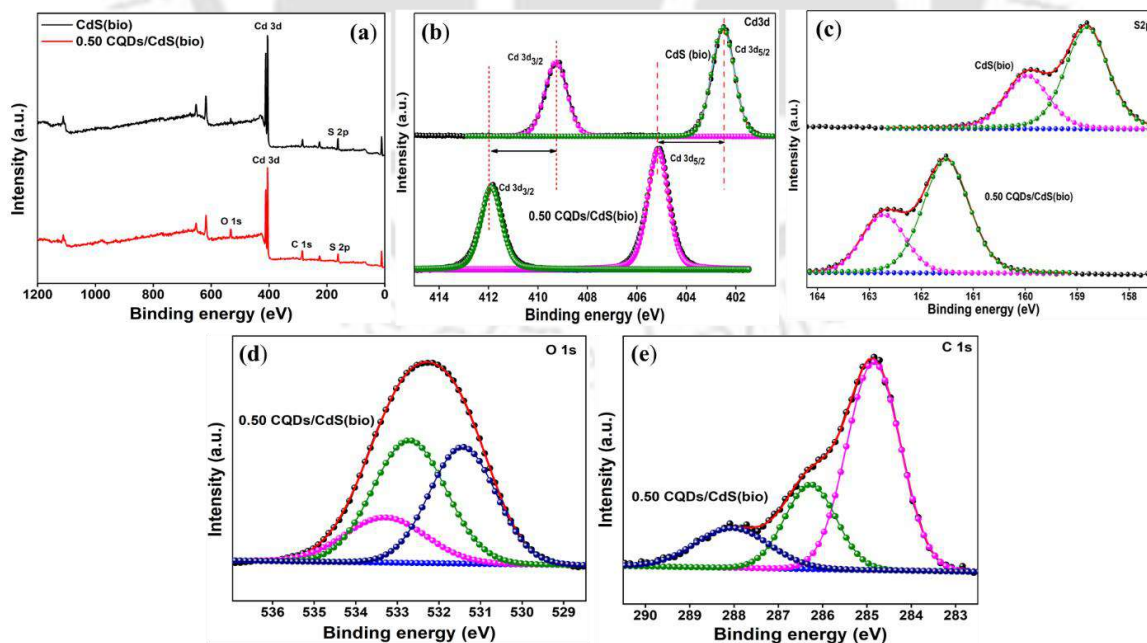 CdS(bio)
0.50 CQDs/CdS(bio)
(a)
Cd 3d
S 2p
Cd 3d
O 1s
C 1s
S 2p
Intensity (a.u.)
1200 1000 800 600 400 200 0
Binding energy (eV)
(b)
Cd3d
Cd 3d3/2
CdS (bio)
Cd 3d5/2
Cd 3d3/2
Cd 3d5/2
0.50 CQDs/CdS(bio)
Intensity (a.u.)
414 412 410 408 406 404 402
Binding energy (eV)
(c)
S2p
CdS(bio)
0.50 CQDs/CdS(bio)
Intensity (a.u.)
164 163 162 161 160 159 158
Binding energy (eV)
(d)
O 1s
0.50 CQDs/CdS(bio)
Intensity (a.u.)
536 535 534 533 532 531 530 529
Binding energy (eV)
(e)
C 1s
0.50 CQDs/CdS(bio)
Intensity (a.u.)
290 289 288 287 286 285 284 283
Binding energy (eV)